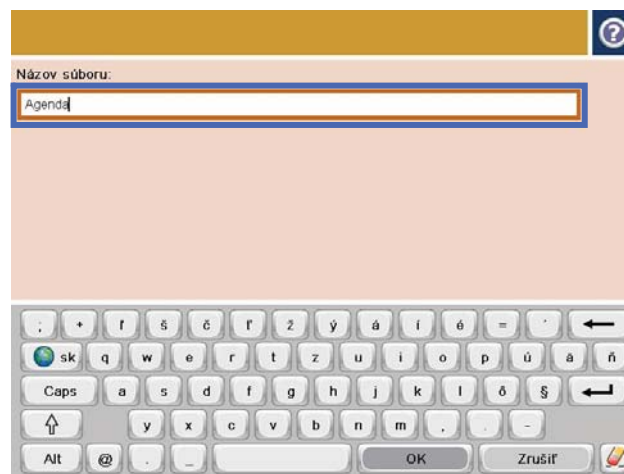 ?
Názov súboru:
Agenda
; + ľ š č ť ž ý á í é = ´
sk q w e r t z u i o p ú ä ň
Caps a s d f g h j k l ô §
y x c v b n m , . -
Alt @ . _ OK Zrušiť